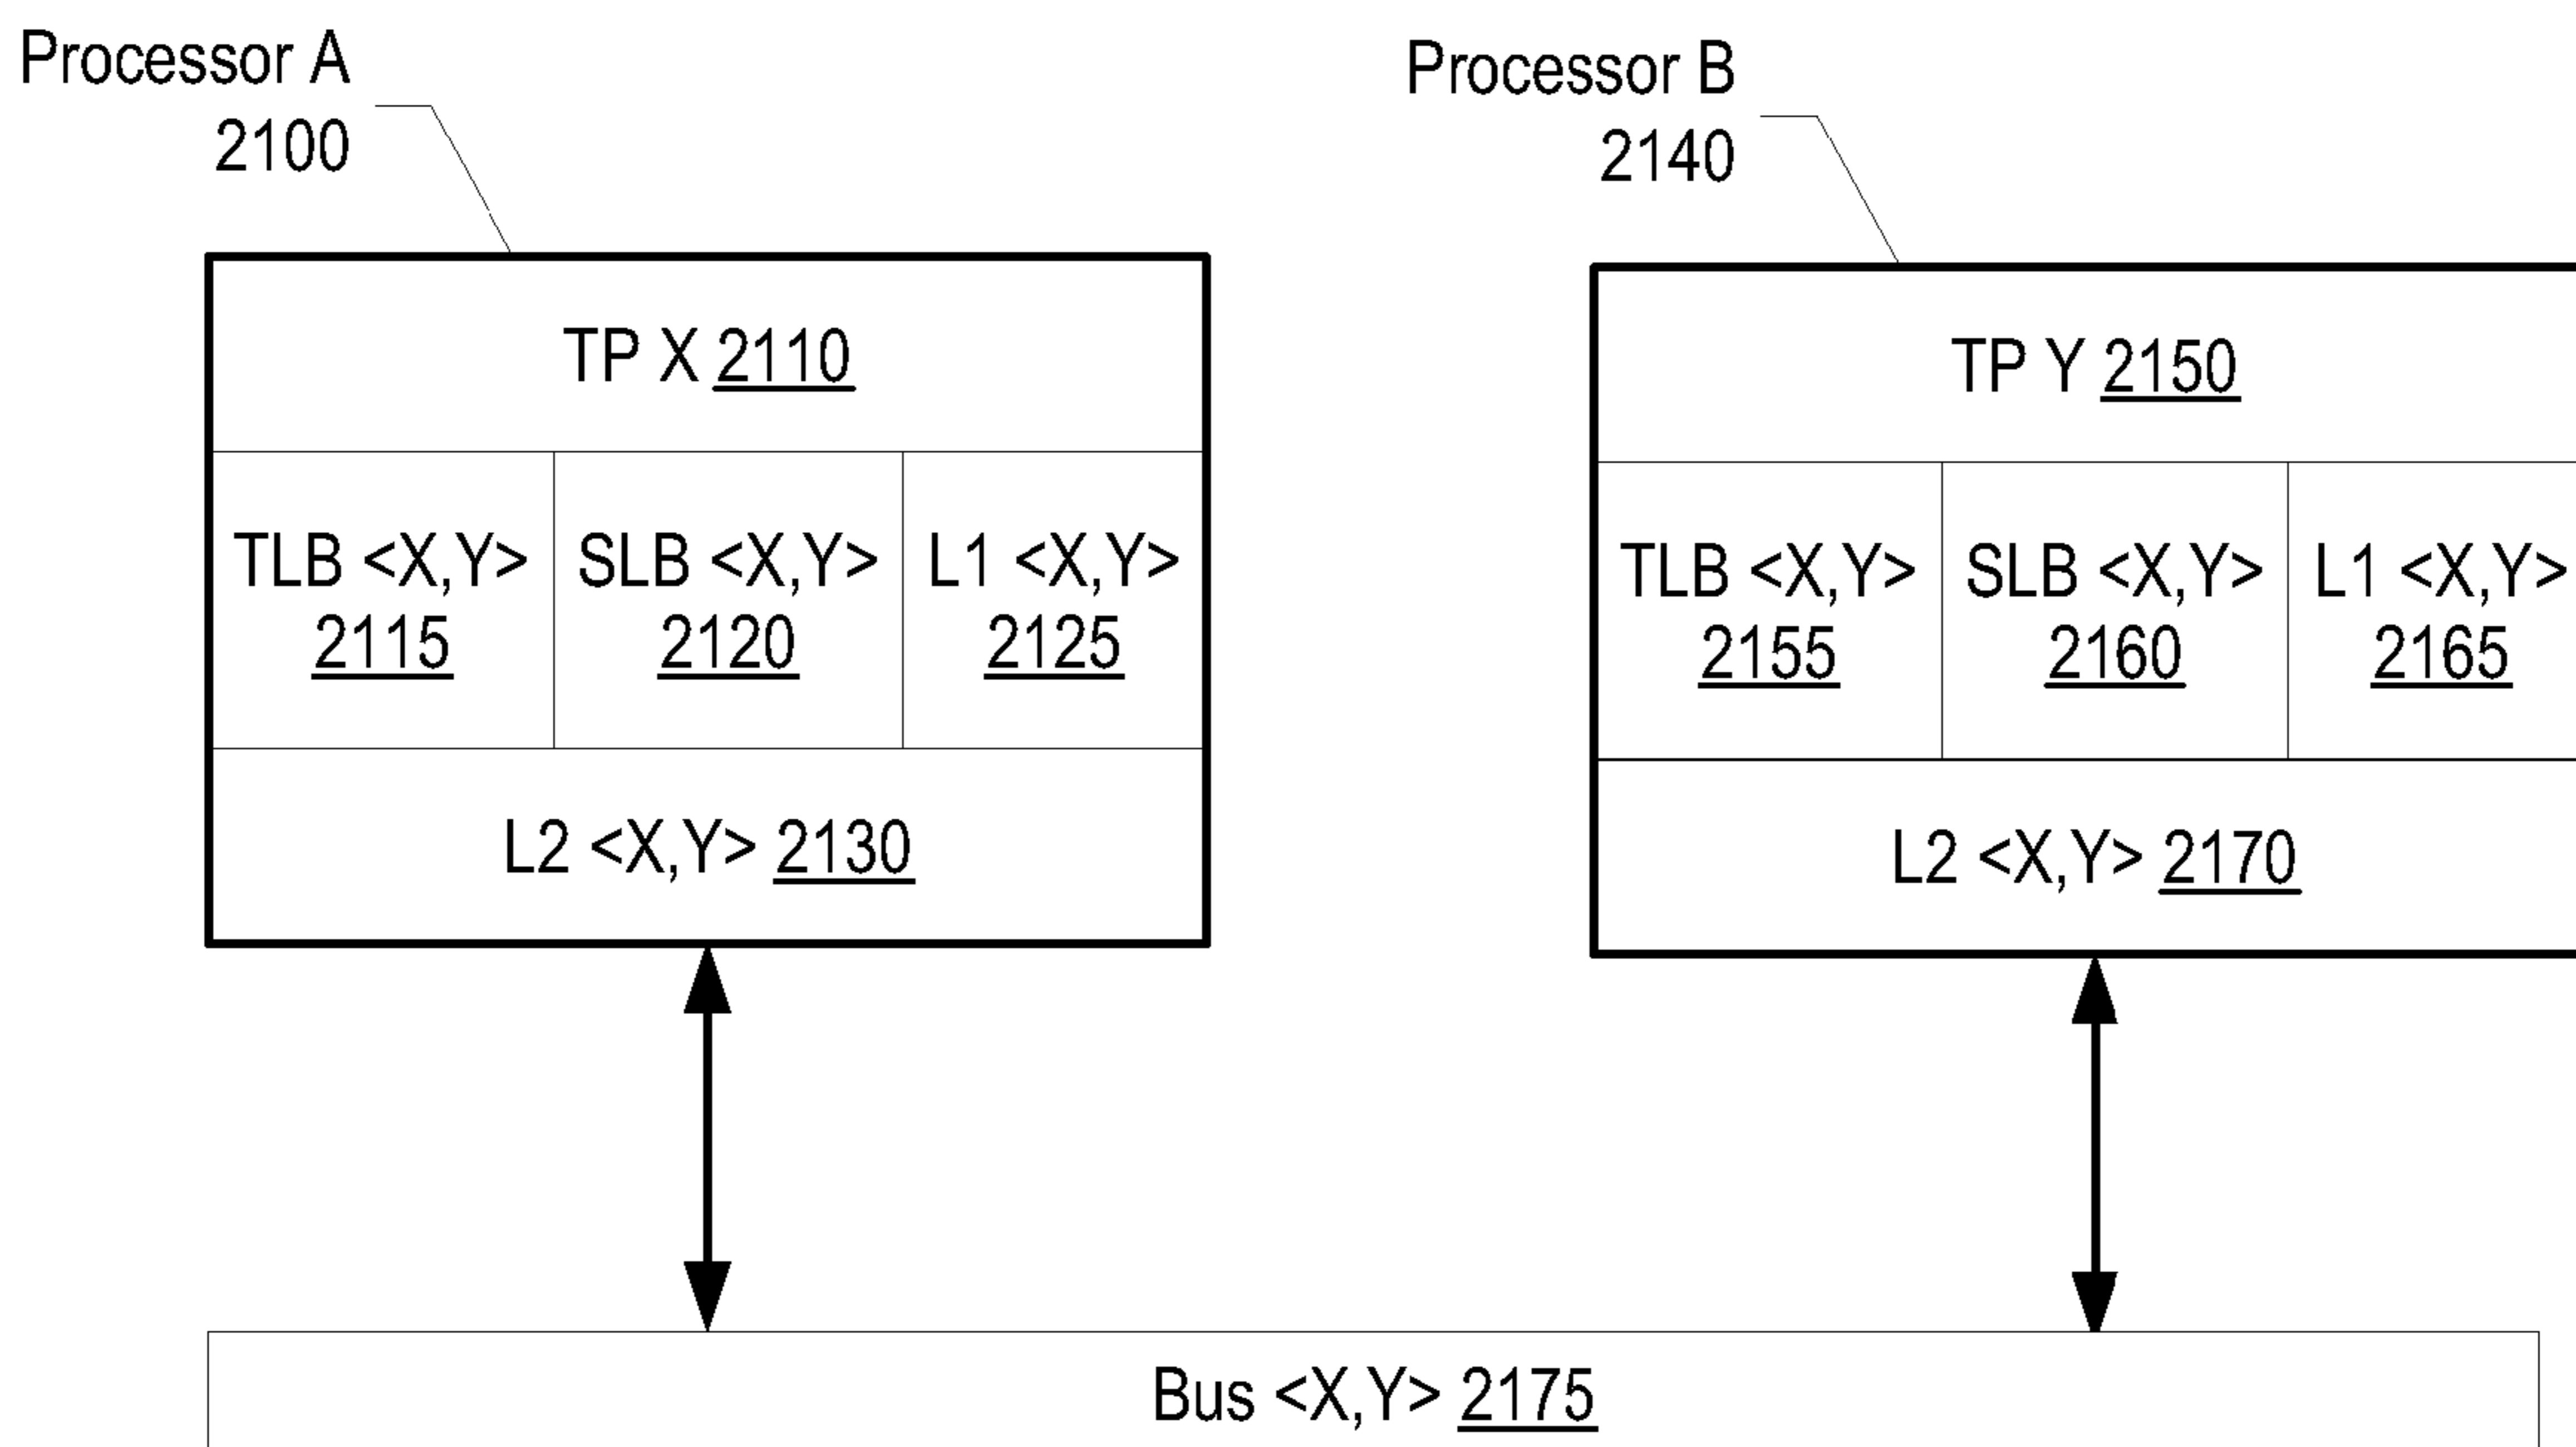 Processor A
2100
Processor B
2140
TP X 2110
TLB <X,Y>
2115
SLB <X,Y>
2120
L1 <X,Y>
2125
L2 <X,Y> 2130
TP Y 2150
TLB <X,Y>
2155
SLB <X,Y>
2160
L1 <X,Y>
2165
L2 <X,Y> 2170
Bus <X,Y> 2175